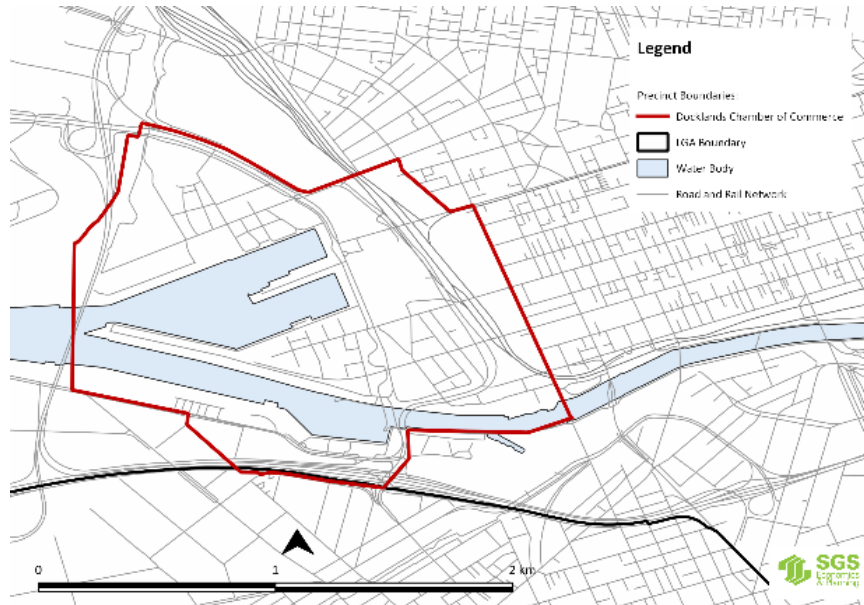 Legend
Precinct Boundaries
Docklands Chamber of Commerce
LGA Boundary
Water Body
Road and Rail Network
0
1
2 km
SGS
Economics
& Planning